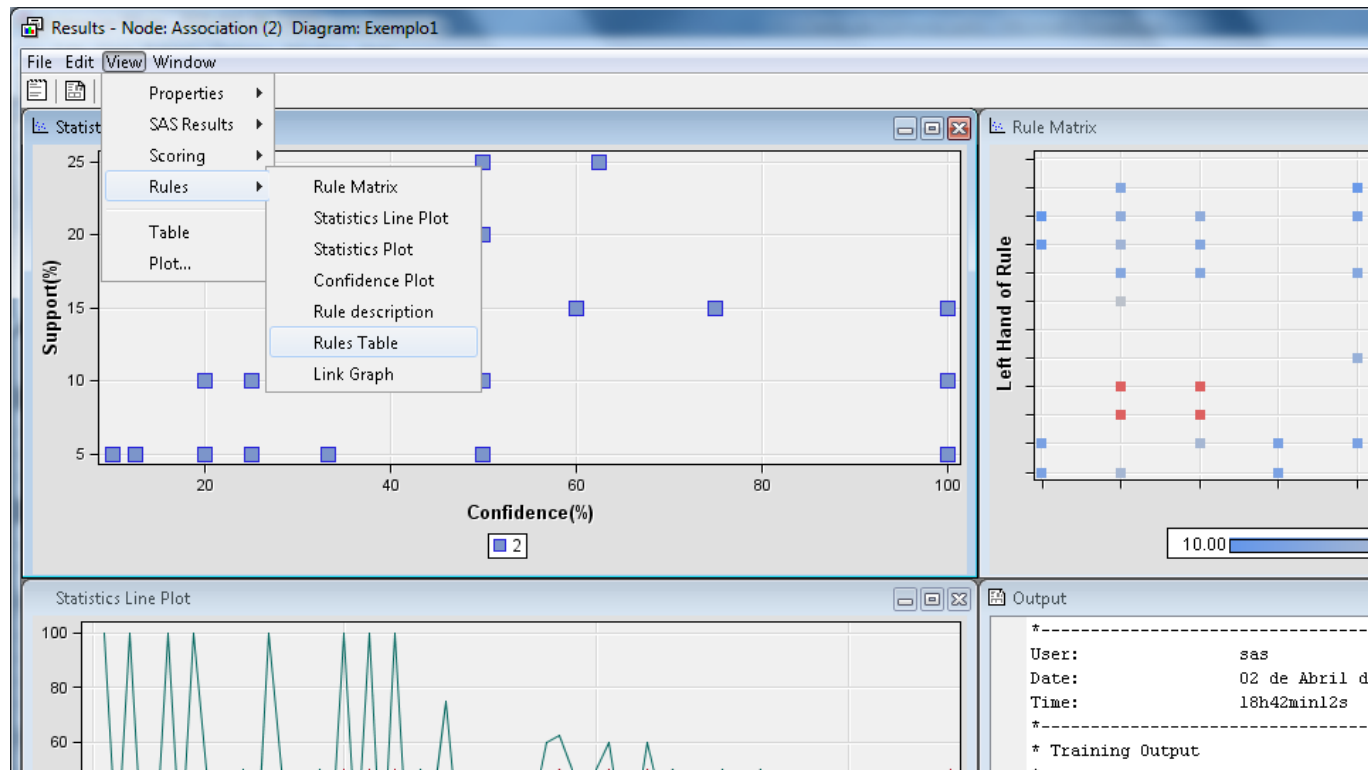 Results - Node: Association (2) Diagram: Exemplo1
File Edit View Window
Properties
SAS Results
Scoring
Rules
Table
Plot...
Rule Matrix
Statistics Line Plot
Statistics Plot
Confidence Plot
Rule description
Rules Table
Link Graph
Statist
25
20
15
10
5
Support(%)
20 40 60 80 100
Confidence(%)
2
Rule Matrix
Left Hand of Rule
10.00
Statistics Line Plot
100
80
60
Output
*------------------------------------
User: sas
Date: 02 de Abril d
Time: 18h42min12s
*------------------------------------
* Training Output